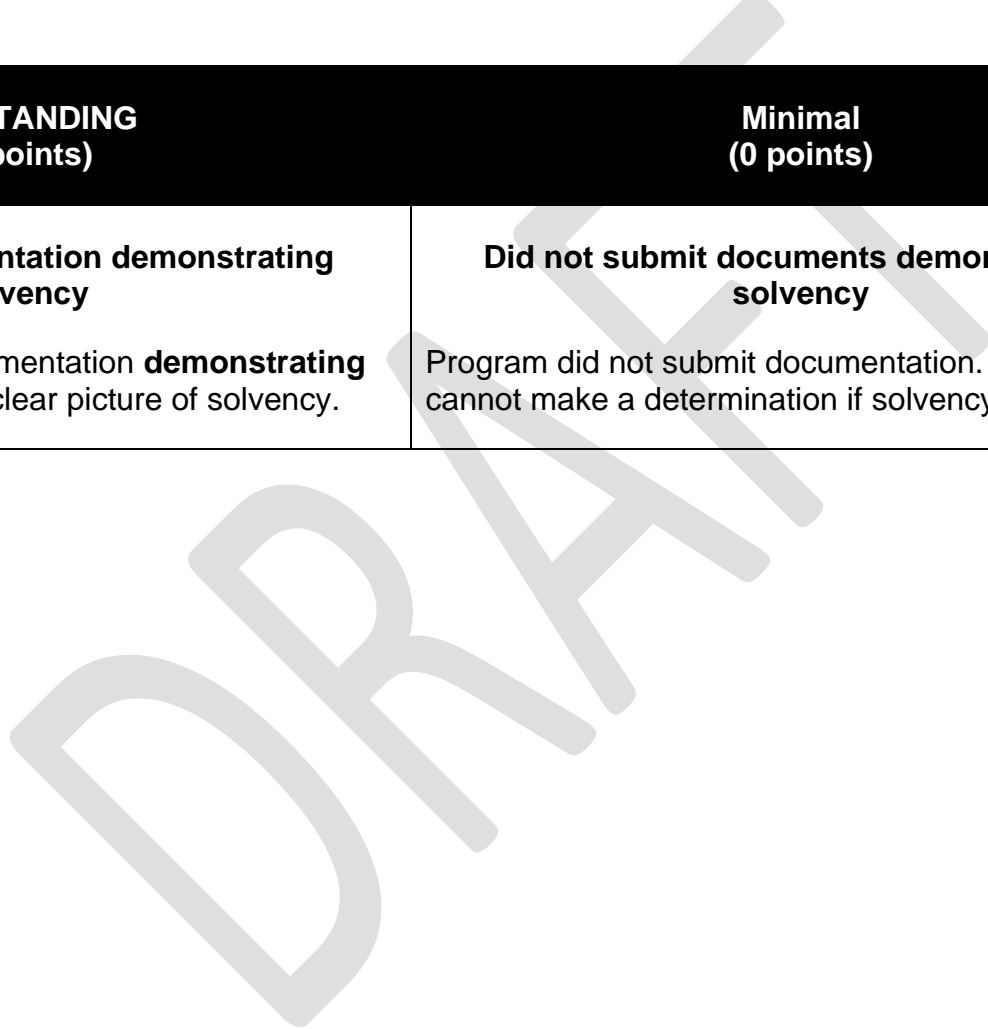 TANDING
points)
Minimal
(0 points)
ntation demonstrating
vency
Did not submit documents demon
solvency
mentation demonstrating
clear picture of solvency.
Program did not submit documentation.
cannot make a determination if solvency
DRAFT